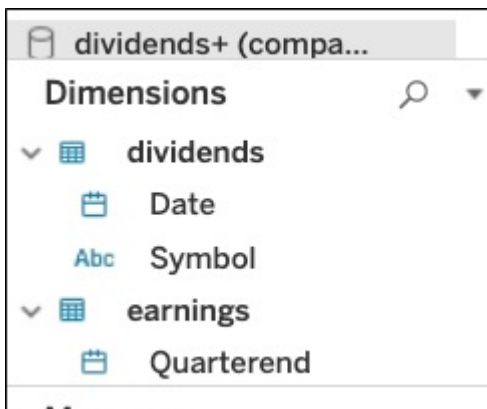 dividends+ (compa...
Dimensions
dividends
Date
Abc Symbol
earnings
Quarterend